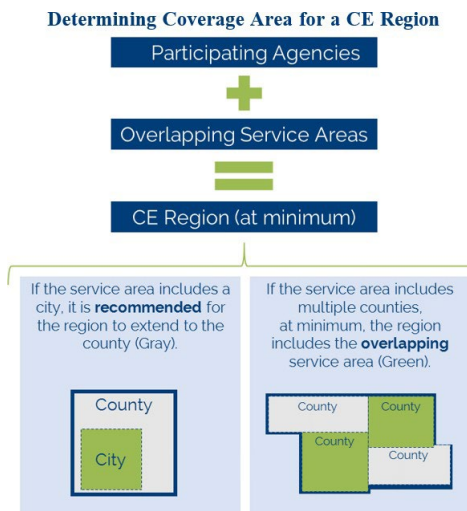 Determining Coverage Area for a CE Region
Participating Agencies
+
Overlapping Service Areas
=
CE Region (at minimum)
If the service area includes a
city, it is recommended for
the region to extend to the
county (Gray).
County
City
If the service area includes
multiple counties,
at minimum, the region
includes the overlapping
service area (Green).
County
County
County
County